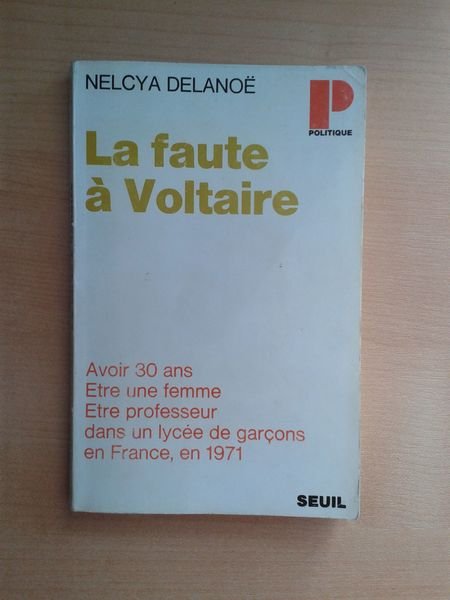 NELCYA DELANOË
P
POLITIQUE
La faute
à Voltaire
Avoir 30 ans
Etre une femme
Etre professeur
dans un lycée de garçons
en France, en 1971
SEUIL